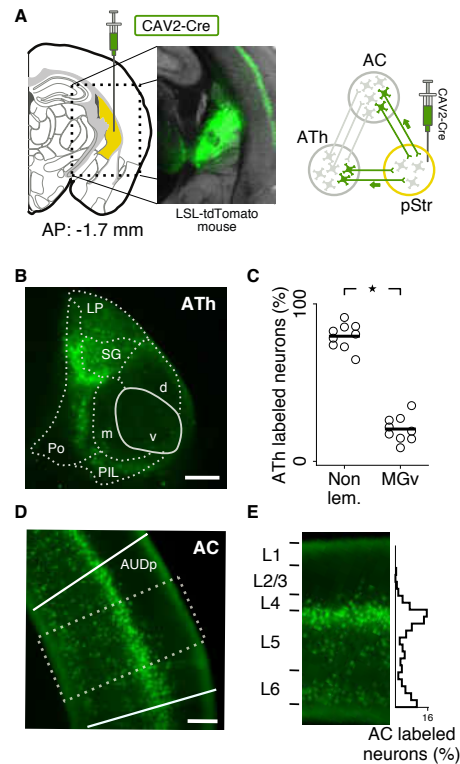 A
CAV2-Cre
AP: -1.7 mm
LSL-tdTomato
mouse
AC
ATh
pStr
CAV2-Cre
B
ATh
LP
SG
d
m
v
Po
PIL
C
ATh labeled neurons (%)
100
0
★
Non
lem.
MGv
D
AC
AUDp
E
L1
L2/3
L4
L5
L6
16
AC labeled
neurons (%)